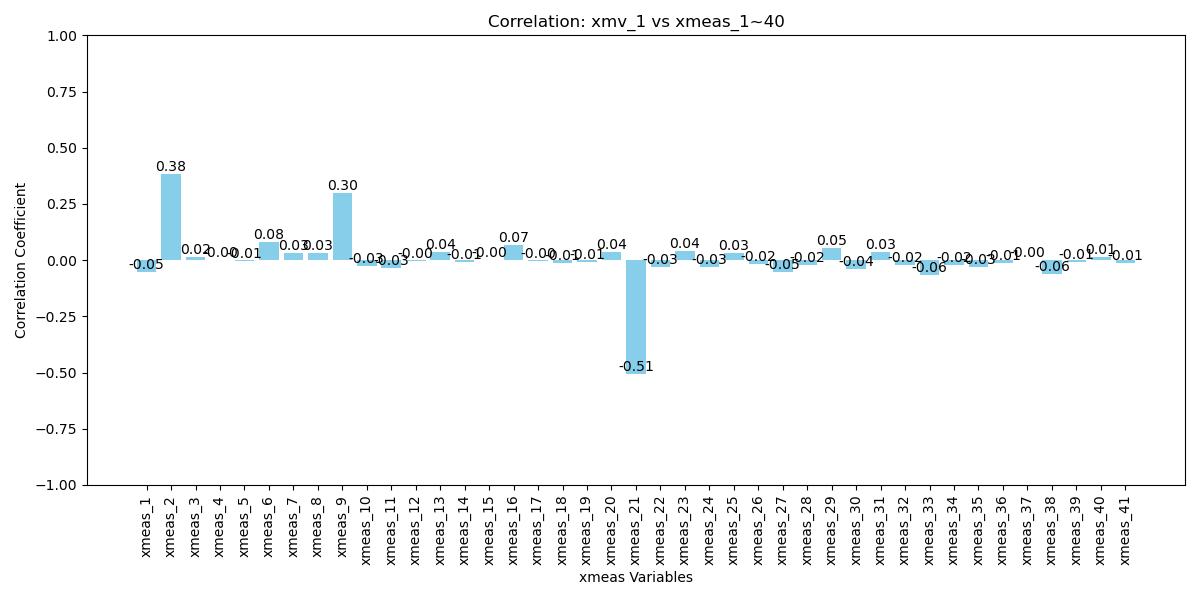 Correlation: xmv_1 vs xmeas_1~40
Correlation Coefficient
1.00
0.75
0.50
0.25
0.00
−0.25
−0.50
−0.75
−1.00
-0.05
0.38
0.02
-0.00
-0.01
0.08
0.03
0.03
0.30
-0.03
-0.03
-0.00
0.04
-0.01
-0.00
0.07
-0.00
-0.01
-0.01
0.04
-0.51
-0.03
0.04
-0.03
0.03
-0.02
-0.05
-0.02
0.05
-0.04
0.03
-0.02
-0.06
-0.02
-0.03
-0.01
0.00
-0.06
-0.01
0.01
-0.01
xmeas_1
xmeas_2
xmeas_3
xmeas_4
xmeas_5
xmeas_6
xmeas_7
xmeas_8
xmeas_9
xmeas_10
xmeas_11
xmeas_12
xmeas_13
xmeas_14
xmeas_15
xmeas_16
xmeas_17
xmeas_18
xmeas_19
xmeas_20
xmeas_21
xmeas_22
xmeas_23
xmeas_24
xmeas_25
xmeas_26
xmeas_27
xmeas_28
xmeas_29
xmeas_30
xmeas_31
xmeas_32
xmeas_33
xmeas_34
xmeas_35
xmeas_36
xmeas_37
xmeas_38
xmeas_39
xmeas_40
xmeas_41
xmeas Variables